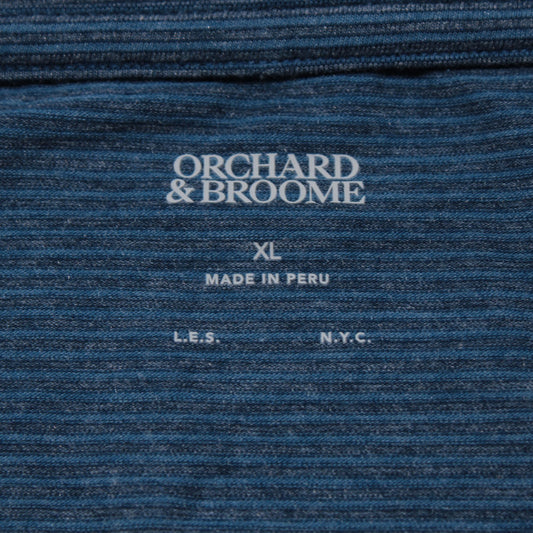 ORCHARD
& BROOME
XL
MADE IN PERU
L.E.S. N.Y.C.